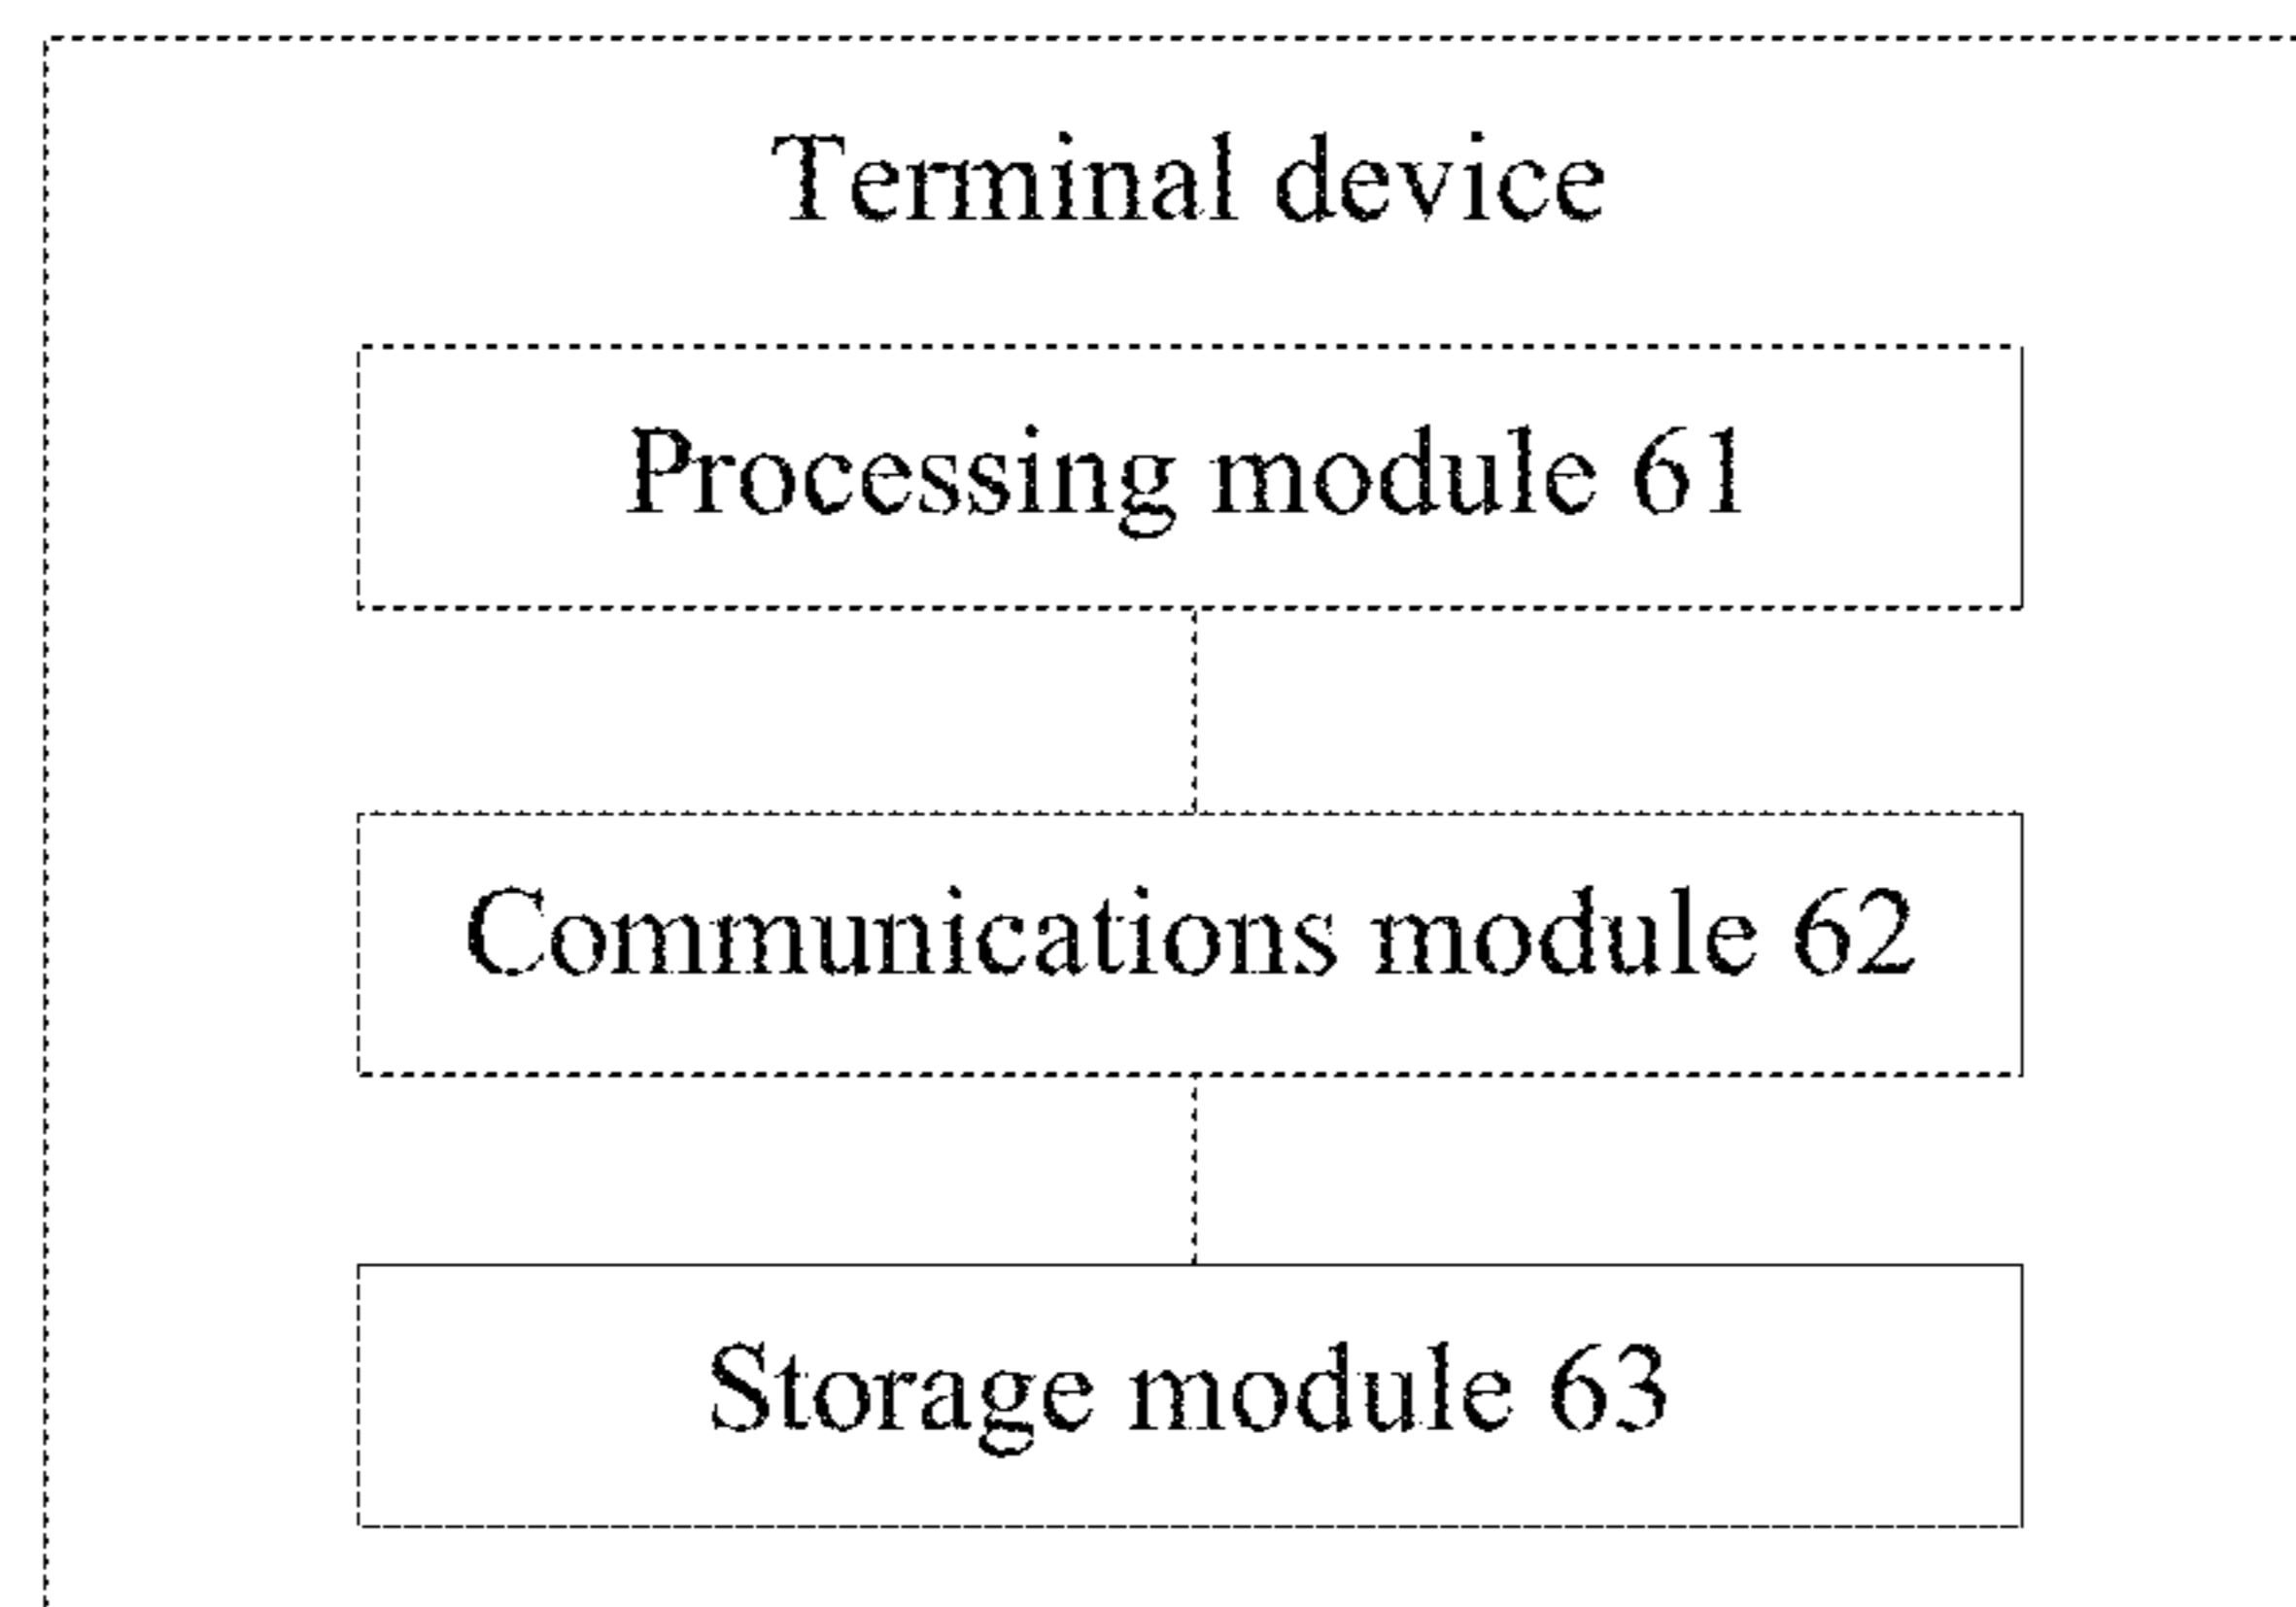 Terminal device
Processing module 61
Communications module 62
Storage module 63